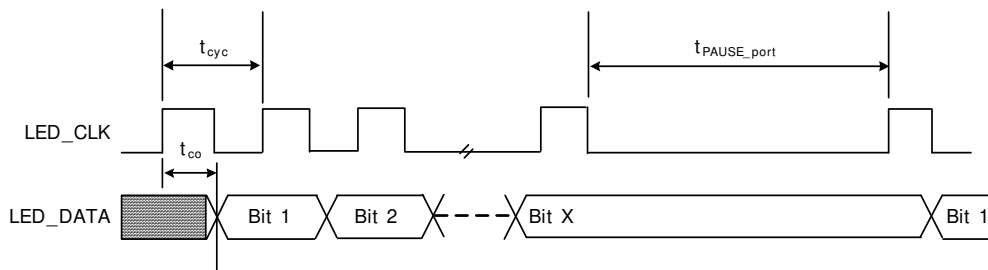 t_cyc
t_PAUSE_port
LED_CLK
t_co
LED_DATA Bit 1 Bit 2 Bit X Bit 1